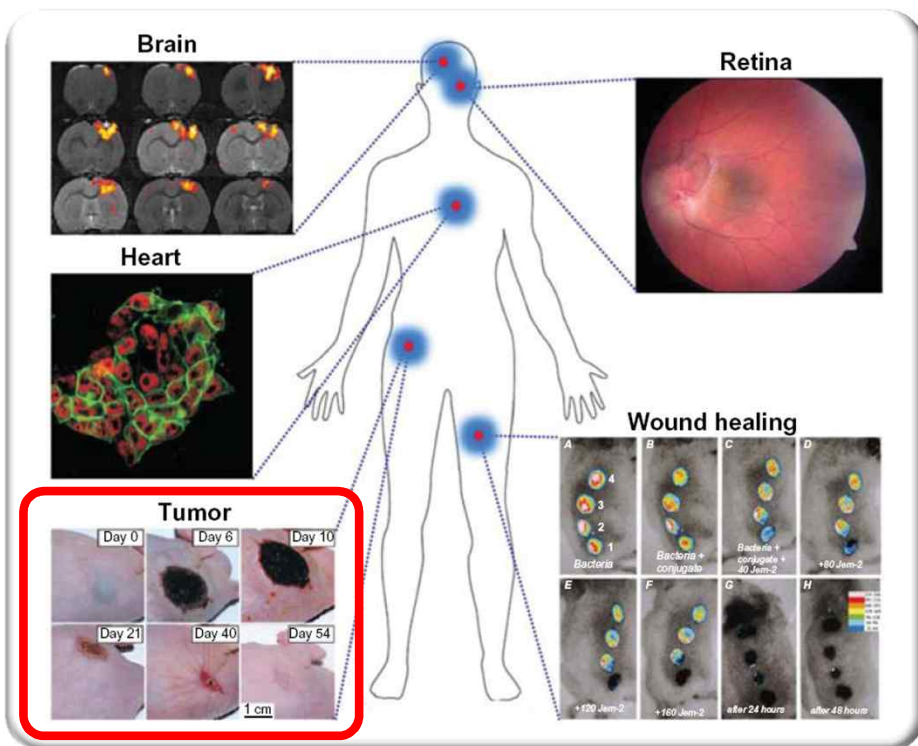 Brain
Retina
Heart
Wound healing
A
B
C
D
4
3
2
1
Bacteria
Bacteria +
conjugate
Bacteria +
conjugate +
40 Jem-2
+80 Jem-2
E
F
G
H
+120 Jem-2
+160 Jem-2
after 24 hours
after 48 hours
Tumor
Day 0
Day 6
Day 10
Day 21
Day 40
Day 54
1 cm